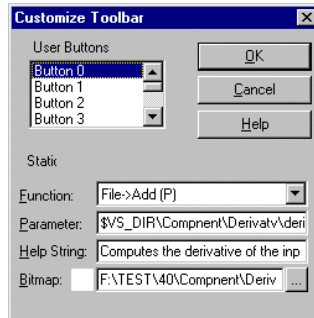 Customize Toolbar
User Buttons
Button 0
Button 1
Button 2
Button 3
OK
Cancel
Help
Static
Function: File->Add (P)
Parameter: $VS_DIR\Compnent\Derivatv\deri
Help String: Computes the derivative of the inp
Bitmap: F:\TEST\40\Compnent\Deriv ...